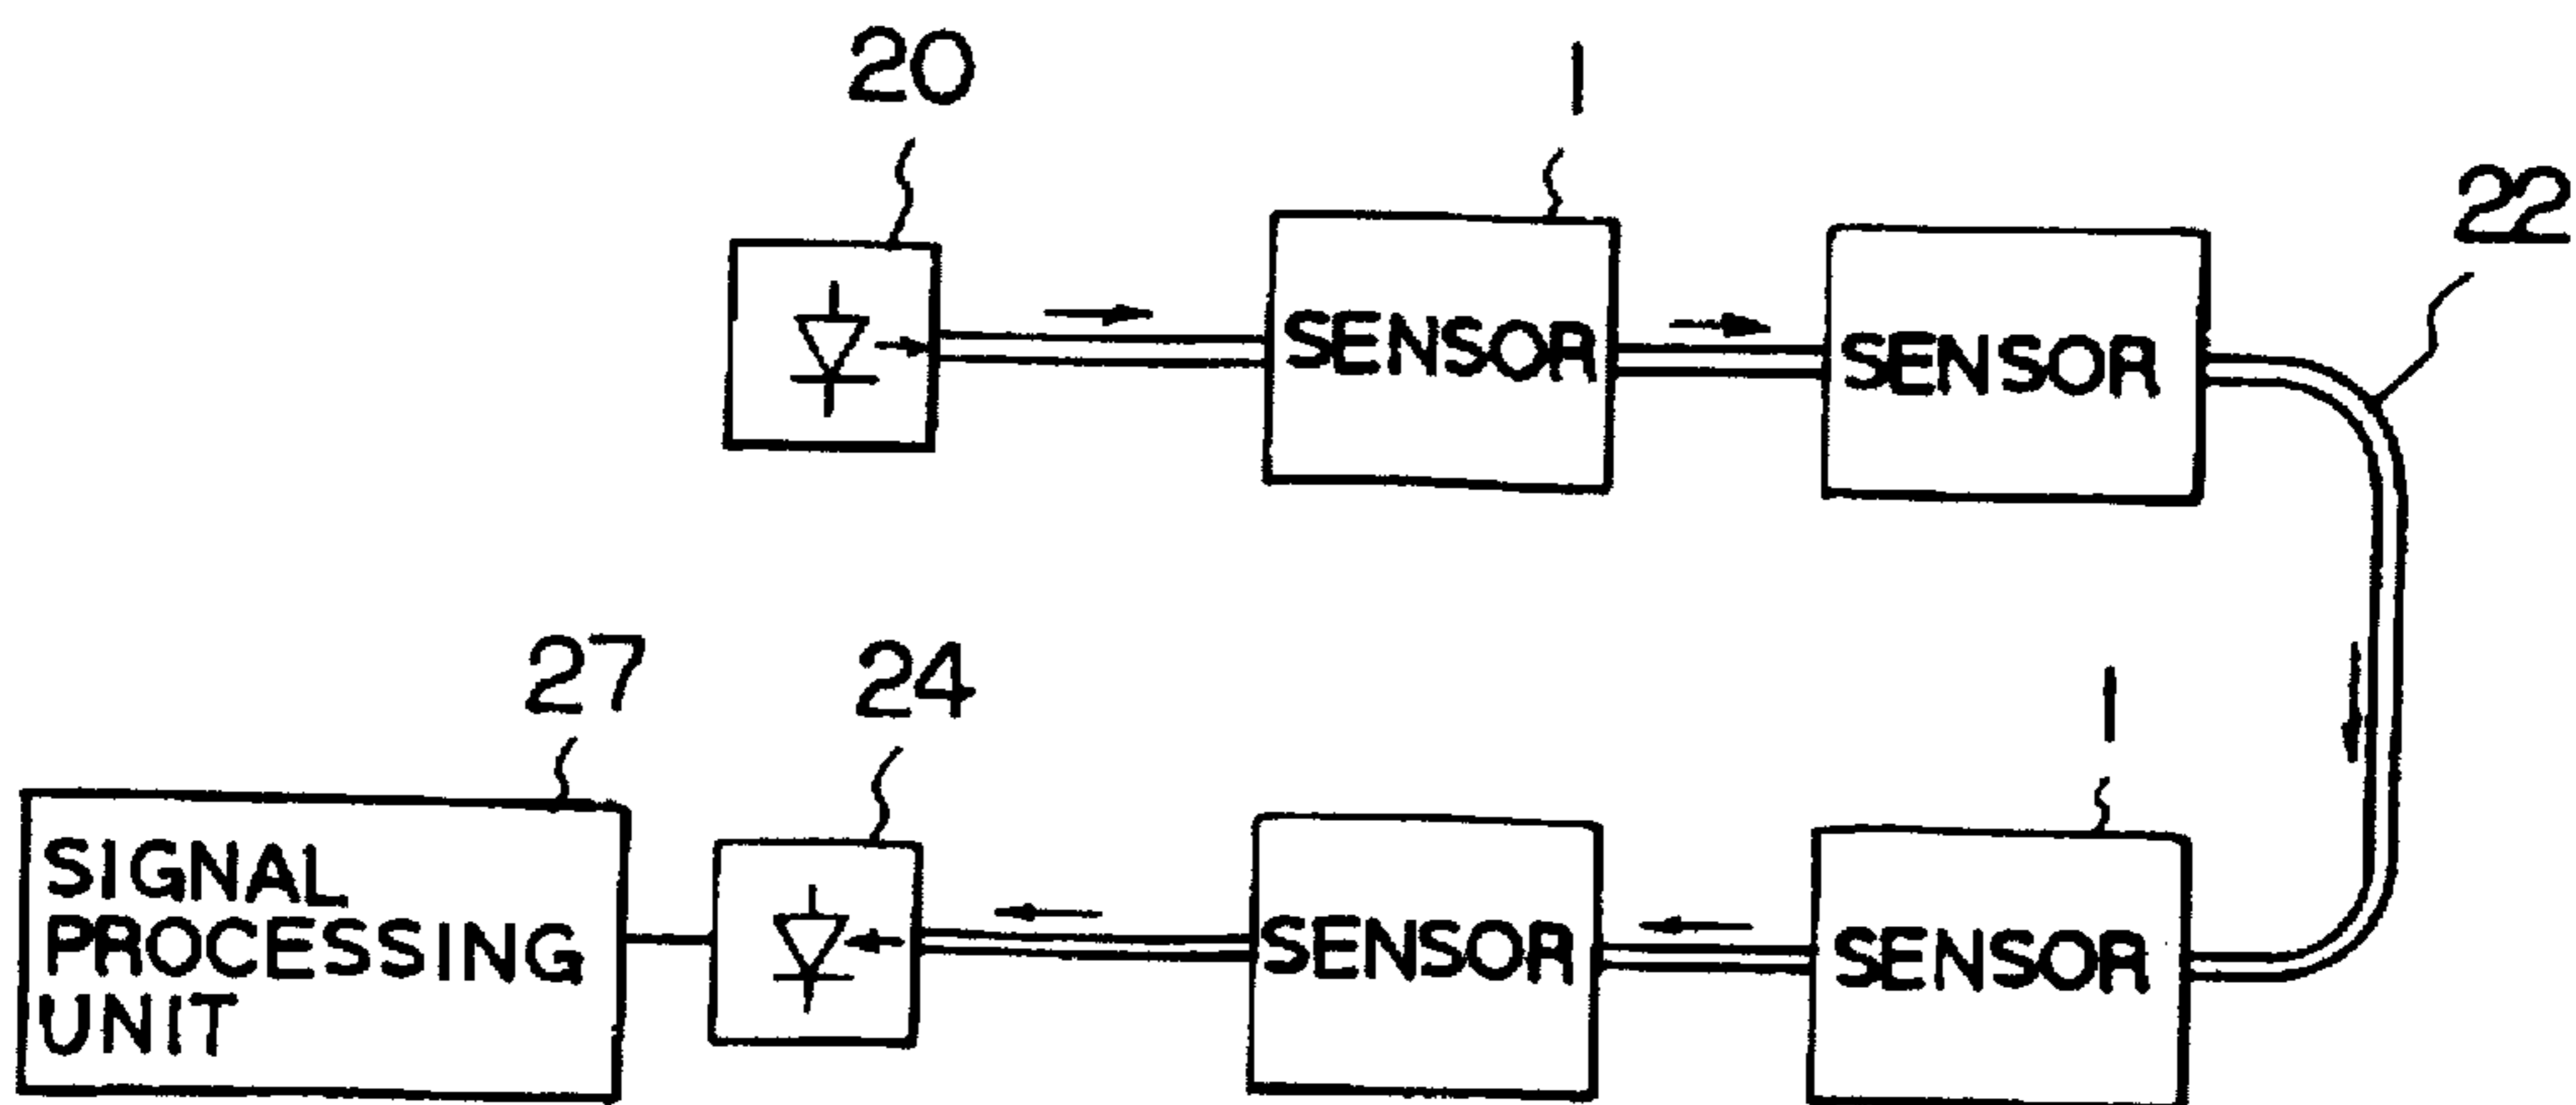 20
1
22
SENSOR
SENSOR
27
24
1
SIGNAL
PROCESSING
UNIT
SENSOR
SENSOR